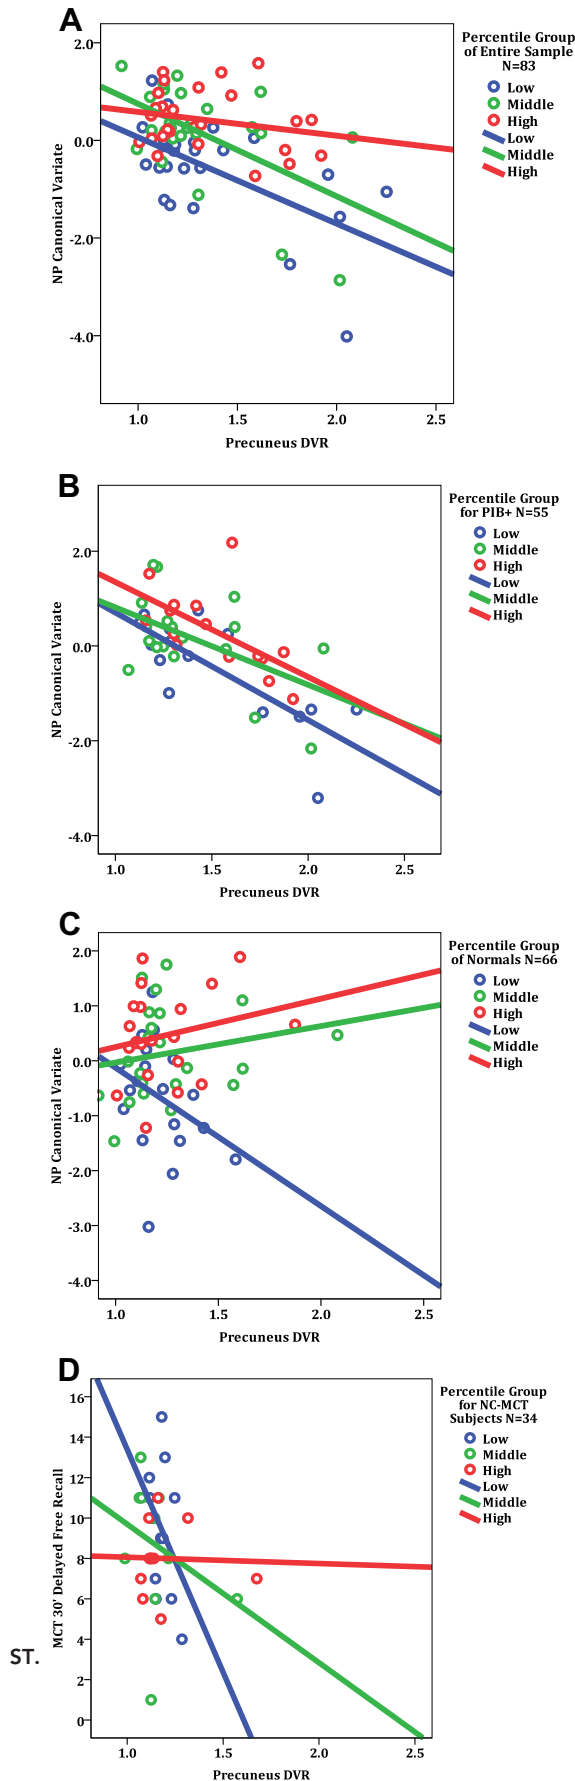 A
Percentile Group
of Entire Sample
N=83
Low
Middle
High
Low
Middle
High
2.0
0.0
-2.0
-4.0
NP Canonical Variate
1.0 1.5 2.0 2.5
Precuneus DVR
B
Percentile Group
for PIB+ N=55
Low
Middle
High
Low
Middle
High
2.0
0.0
-2.0
-4.0
NP Canonical Variate
1.0 1.5 2.0 2.5
Precuneus DVR
C
Percentile Group
of Normals N=66
Low
Middle
High
Low
Middle
High
2.0
1.0
0.0
-1.0
-2.0
-3.0
-4.0
NP Canonical Variate
1.0 1.5 2.0 2.5
Precuneus DVR
D
Percentile Group
for NC-MCT
Subjects N=34
Low
Middle
High
Low
Middle
High
16
14
12
10
8
6
4
2
0
MCT 30' Delayed Free Recall
ST.
1.0 1.5 2.0 2.5
Precuneus DVR